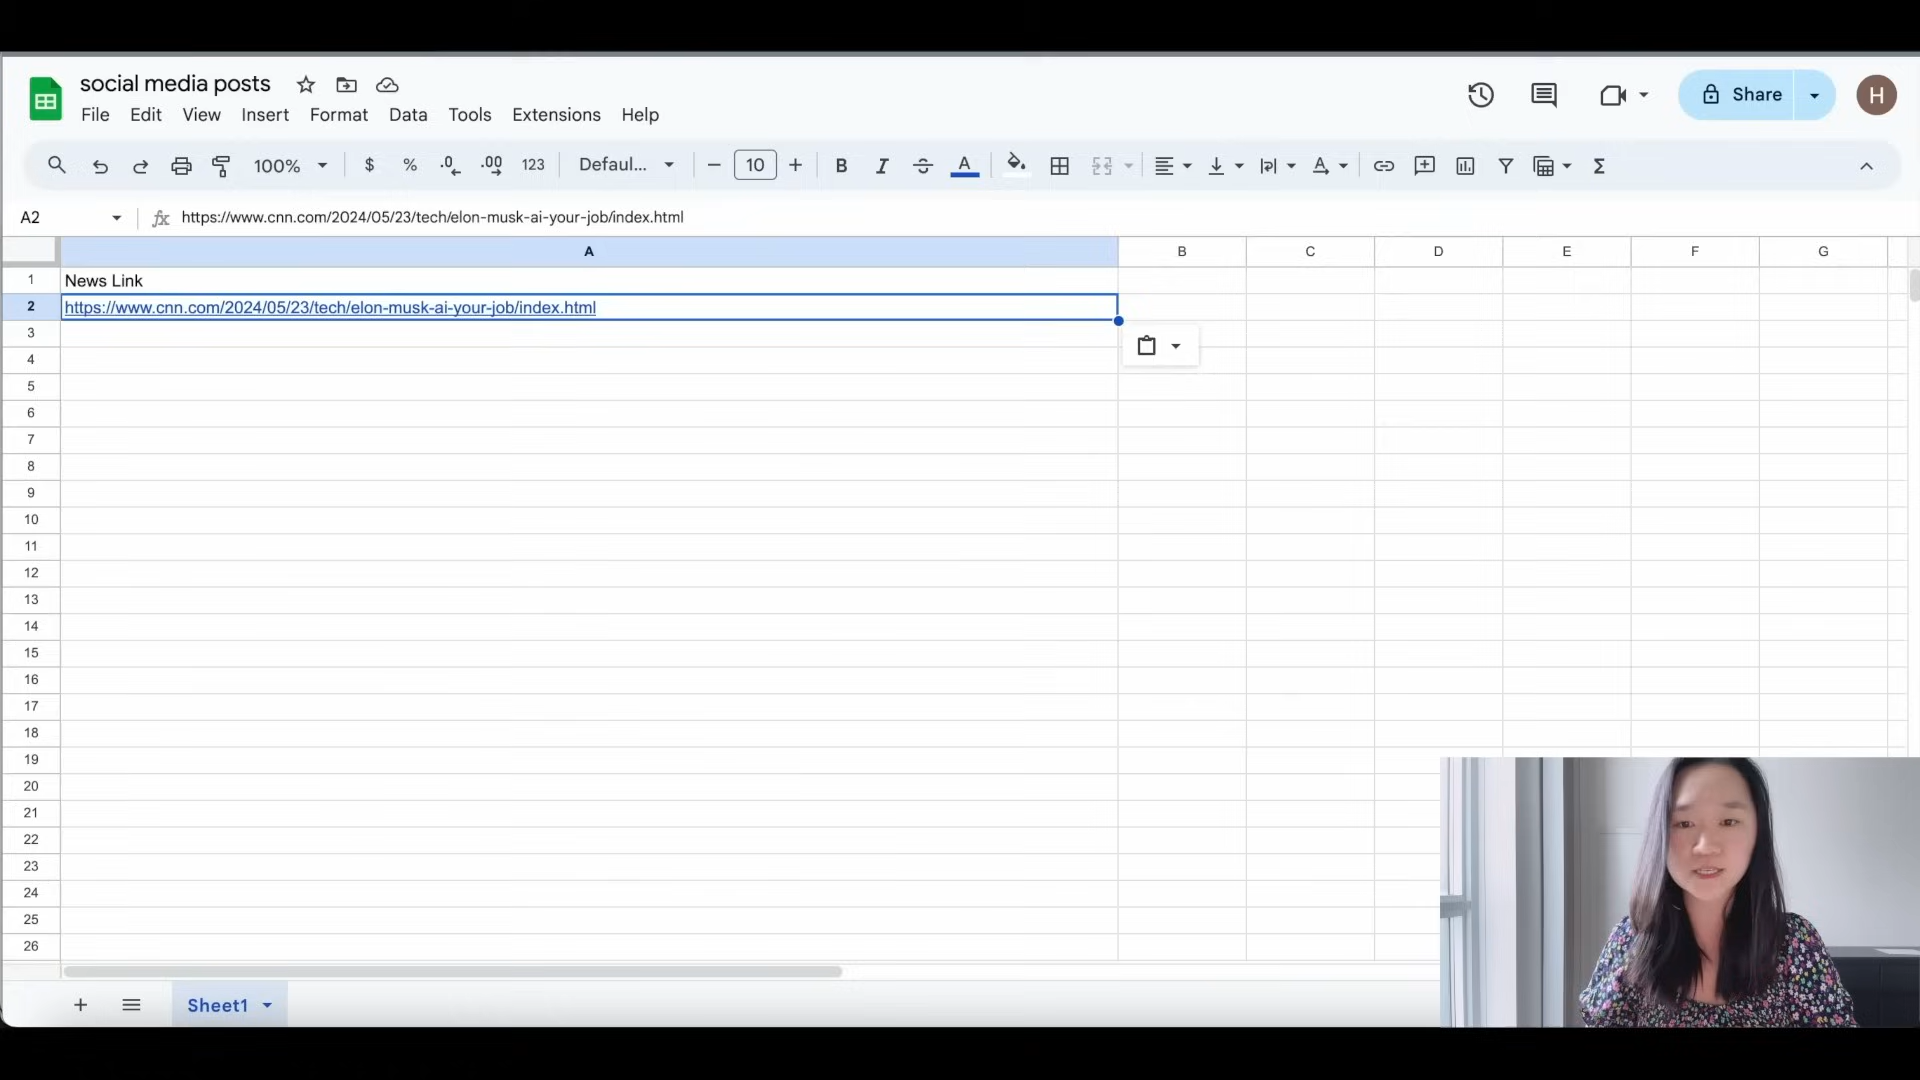 social media posts
File Edit View Insert Format Data Tools Extensions Help
Share
H
100% $ % .0 .00 123 Defaul... 10 B I S A Σ
A2 fx https://www.cnn.com/2024/05/23/tech/elon-musk-ai-your-job/index.html
A B C D E F G
1 News Link
2 https://www.cnn.com/2024/05/23/tech/elon-musk-ai-your-job/index.html
3
4
5
6
7
8
9
10
11
12
13
14
15
16
17
18
19
20
21
22
23
24
25
26
Sheet1